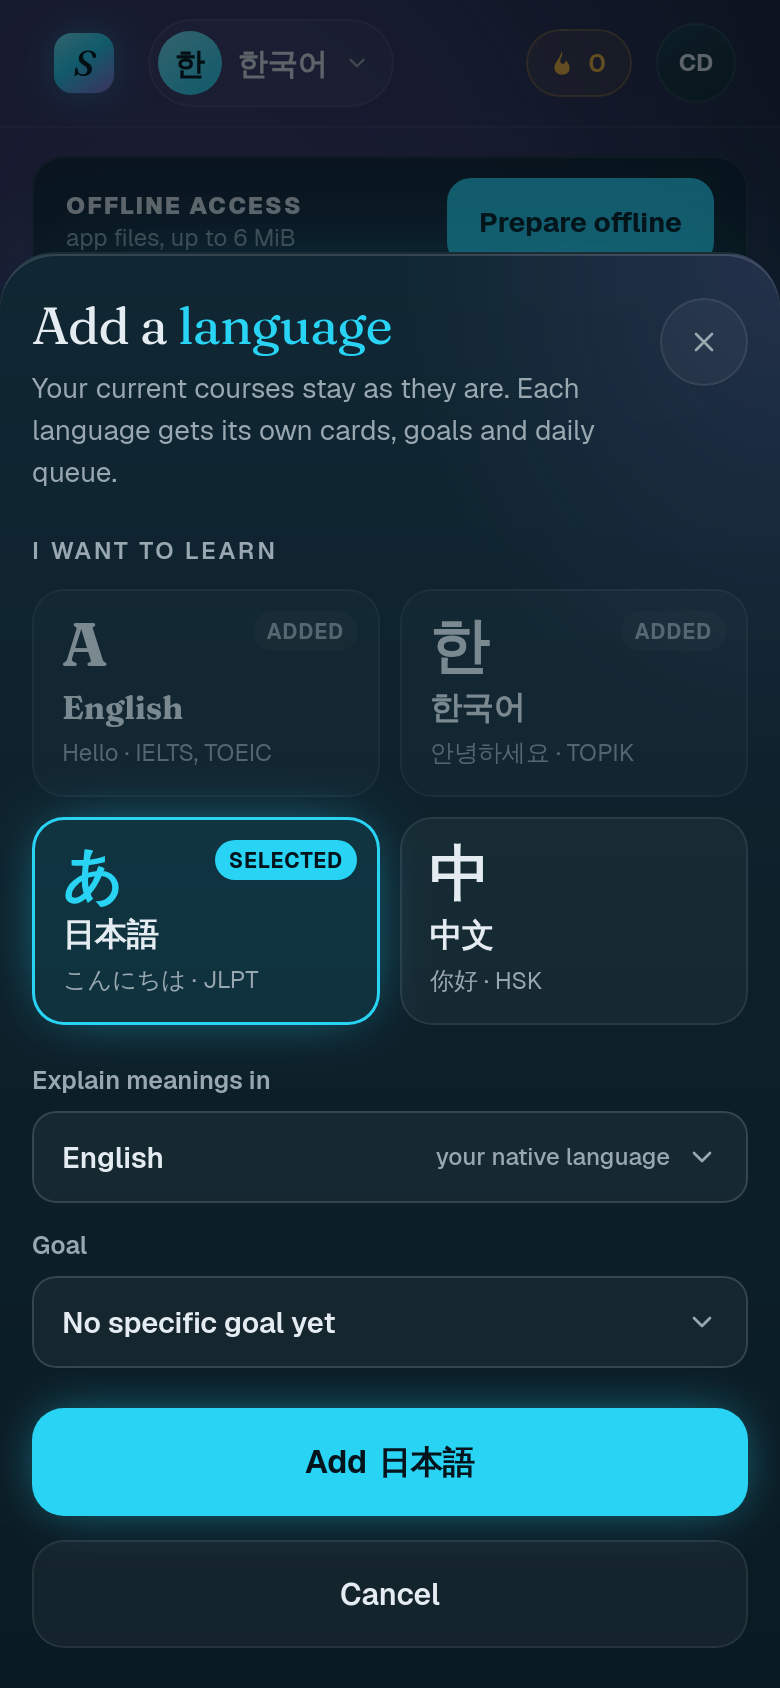 S
한 한국어
0
CD
OFFLINE ACCESS
app files, up to 6 MiB
Prepare offline
Add a language
Your current courses stay as they are. Each
language gets its own cards, goals and daily
queue.
I WANT TO LEARN
A
ADDED
English
Hello · IELTS, TOEIC
한
ADDED
한국어
안녕하세요 · TOPIK
あ
SELECTED
日本語
こんにちは · JLPT
中
中文
你好 · HSK
Explain meanings in
English
your native language
Goal
No specific goal yet
Add 日本語
Cancel